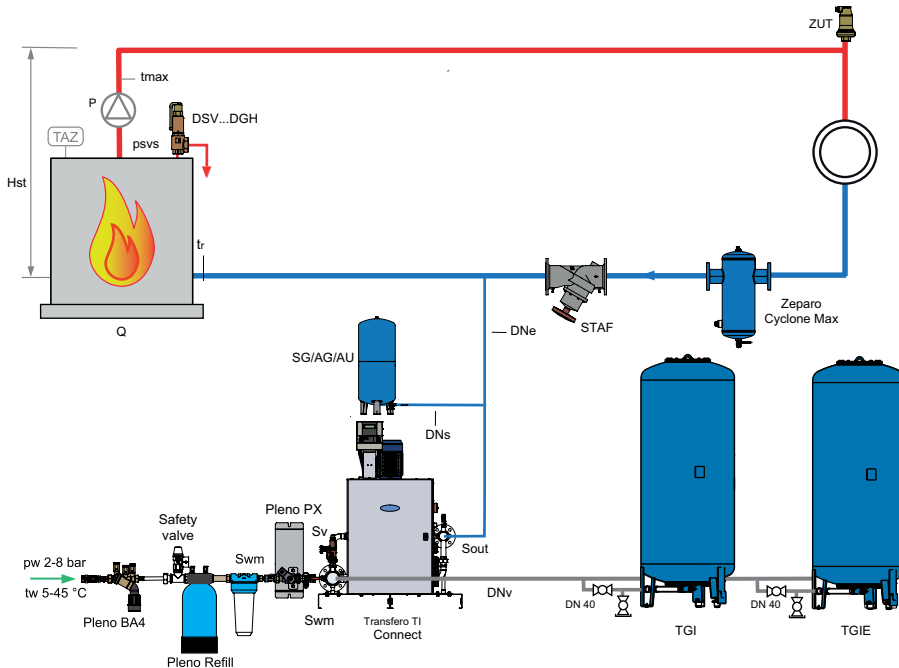 ZUT
tmax
P
DSV...DGH
TAZ
psvs
Hst
tr
Zeparo
Cyclone Max
STAF
Q
DNe
SG/AG/AU
DNs
Pleno PX
Safety
valve
Sv
Swm
Sout
pw 2-8 bar
tw 5-45 °C
DNv
DN 40
DN 40
Pleno BA4
Swm
Transfero TI
Connect
TGI
TGIE
Pleno Refill